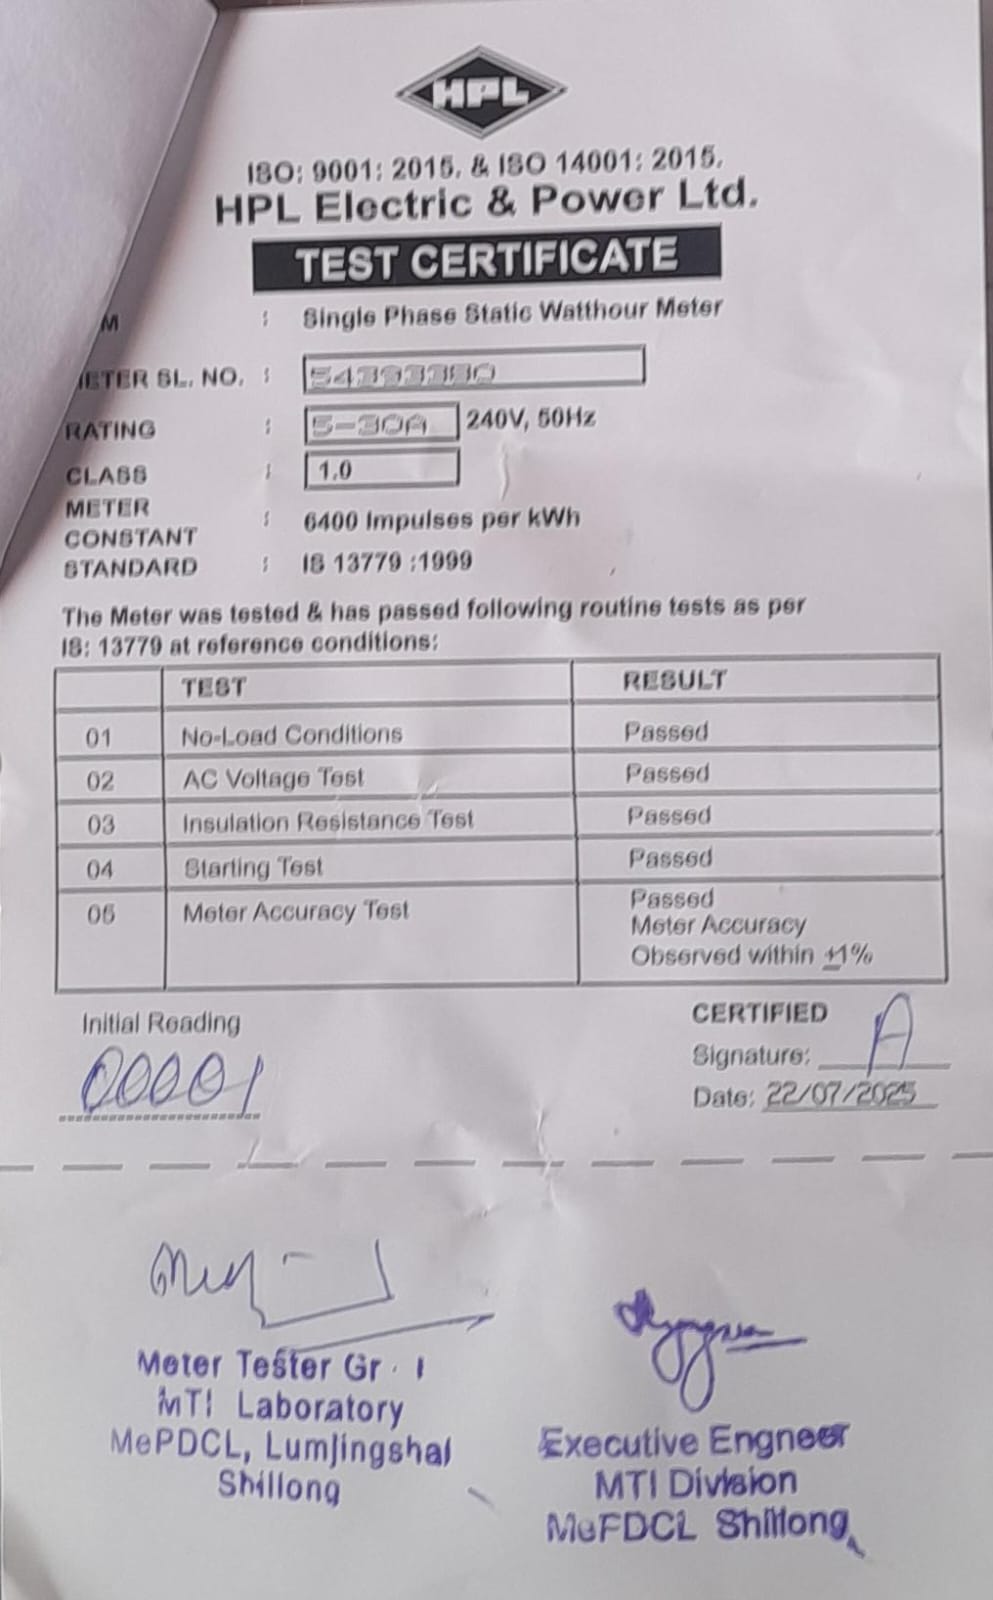 HPL
ISO: 9001: 2015, & ISO 14001: 2015,
HPL Electric & Power Ltd.
TEST CERTIFICATE
M : Single Phase Static Watthour Meter
METER SL. NO. :
RATING : 5-30A 240V, 50Hz
CLASS : 1.0
METER
CONSTANT : 6400 Impulses per kWh
STANDARD : IS 13779 :1999
The Meter was tested & has passed following routine tests as per
IS: 13779 at reference conditions:
TEST RESULT
01 No-Load Conditions Passed
02 AC Voltage Test Passed
03 Insulation Resistance Test Passed
04 Starting Test Passed
05 Meter Accuracy Test Passed
Meter Accuracy
Observed within ±1%
Initial Reading
00001
CERTIFIED
Signature: A
Date: 22/07/2025
Meter Tester Gr - I
MTI Laboratory
MePDCL, Lumjingshai
Shillong
Executive Engneer
MTI Division
MePDCL Shillong